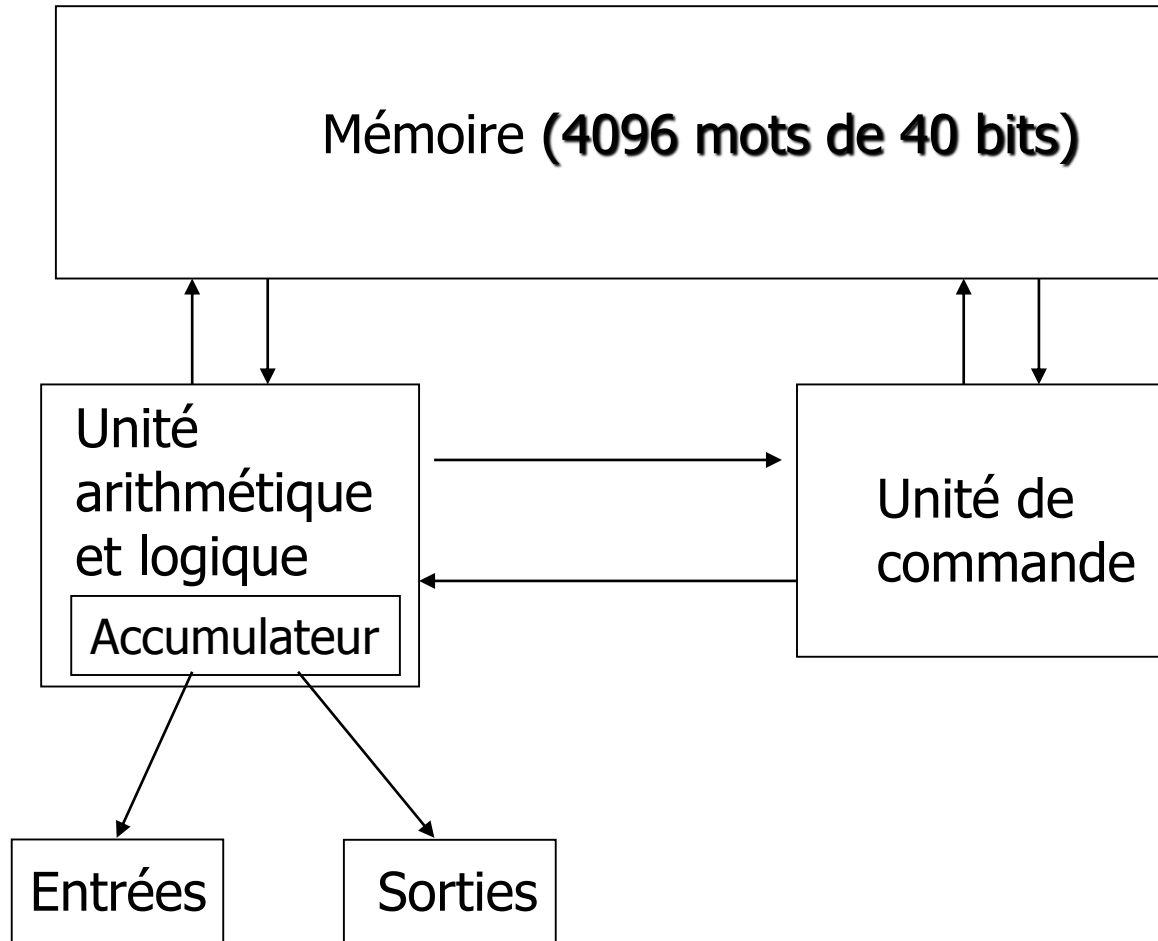 Mémoire (4096 mots de 40 bits)
Unité
arithmétique
et logique
Accumulateur
Unité de
commande
Entrées
Sorties